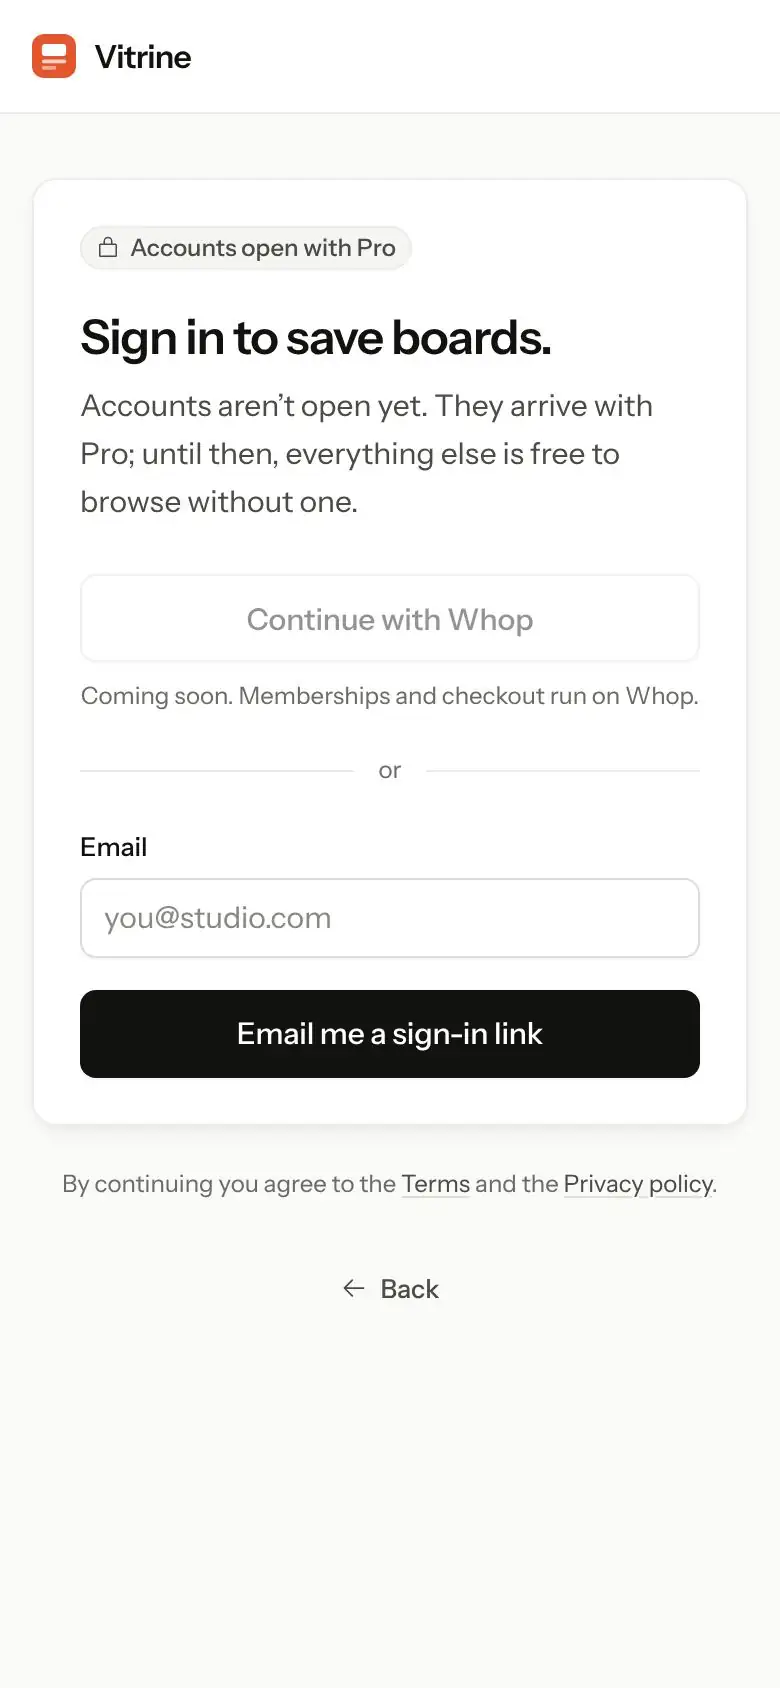 Vitrine
Accounts open with Pro
Sign in to save boards.
Accounts aren’t open yet. They arrive with
Pro; until then, everything else is free to
browse without one.
Continue with Whop
Coming soon. Memberships and checkout run on Whop.
or
Email
you@studio.com
Email me a sign-in link
By continuing you agree to the Terms and the Privacy policy.
← Back